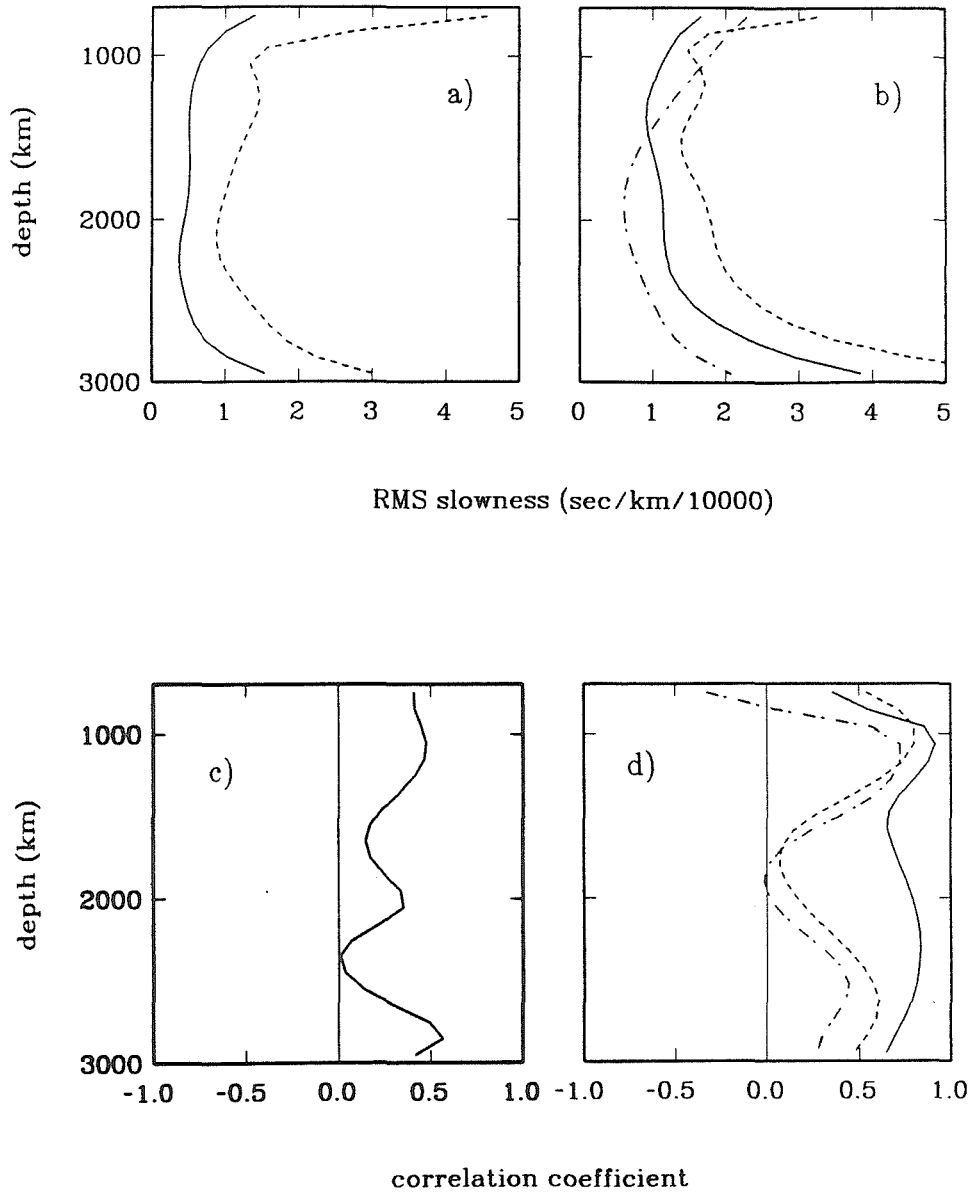 a)
b)
1000
2000
3000
depth (km)
0 1 2 3 4 5
0 1 2 3 4 5
RMS slowness (sec/km/10000)
c)
d)
1000
2000
3000
depth (km)
-1.0 -0.5 0.0 0.5 1.0
-1.0 -0.5 0.0 0.5 1.0
correlation coefficient